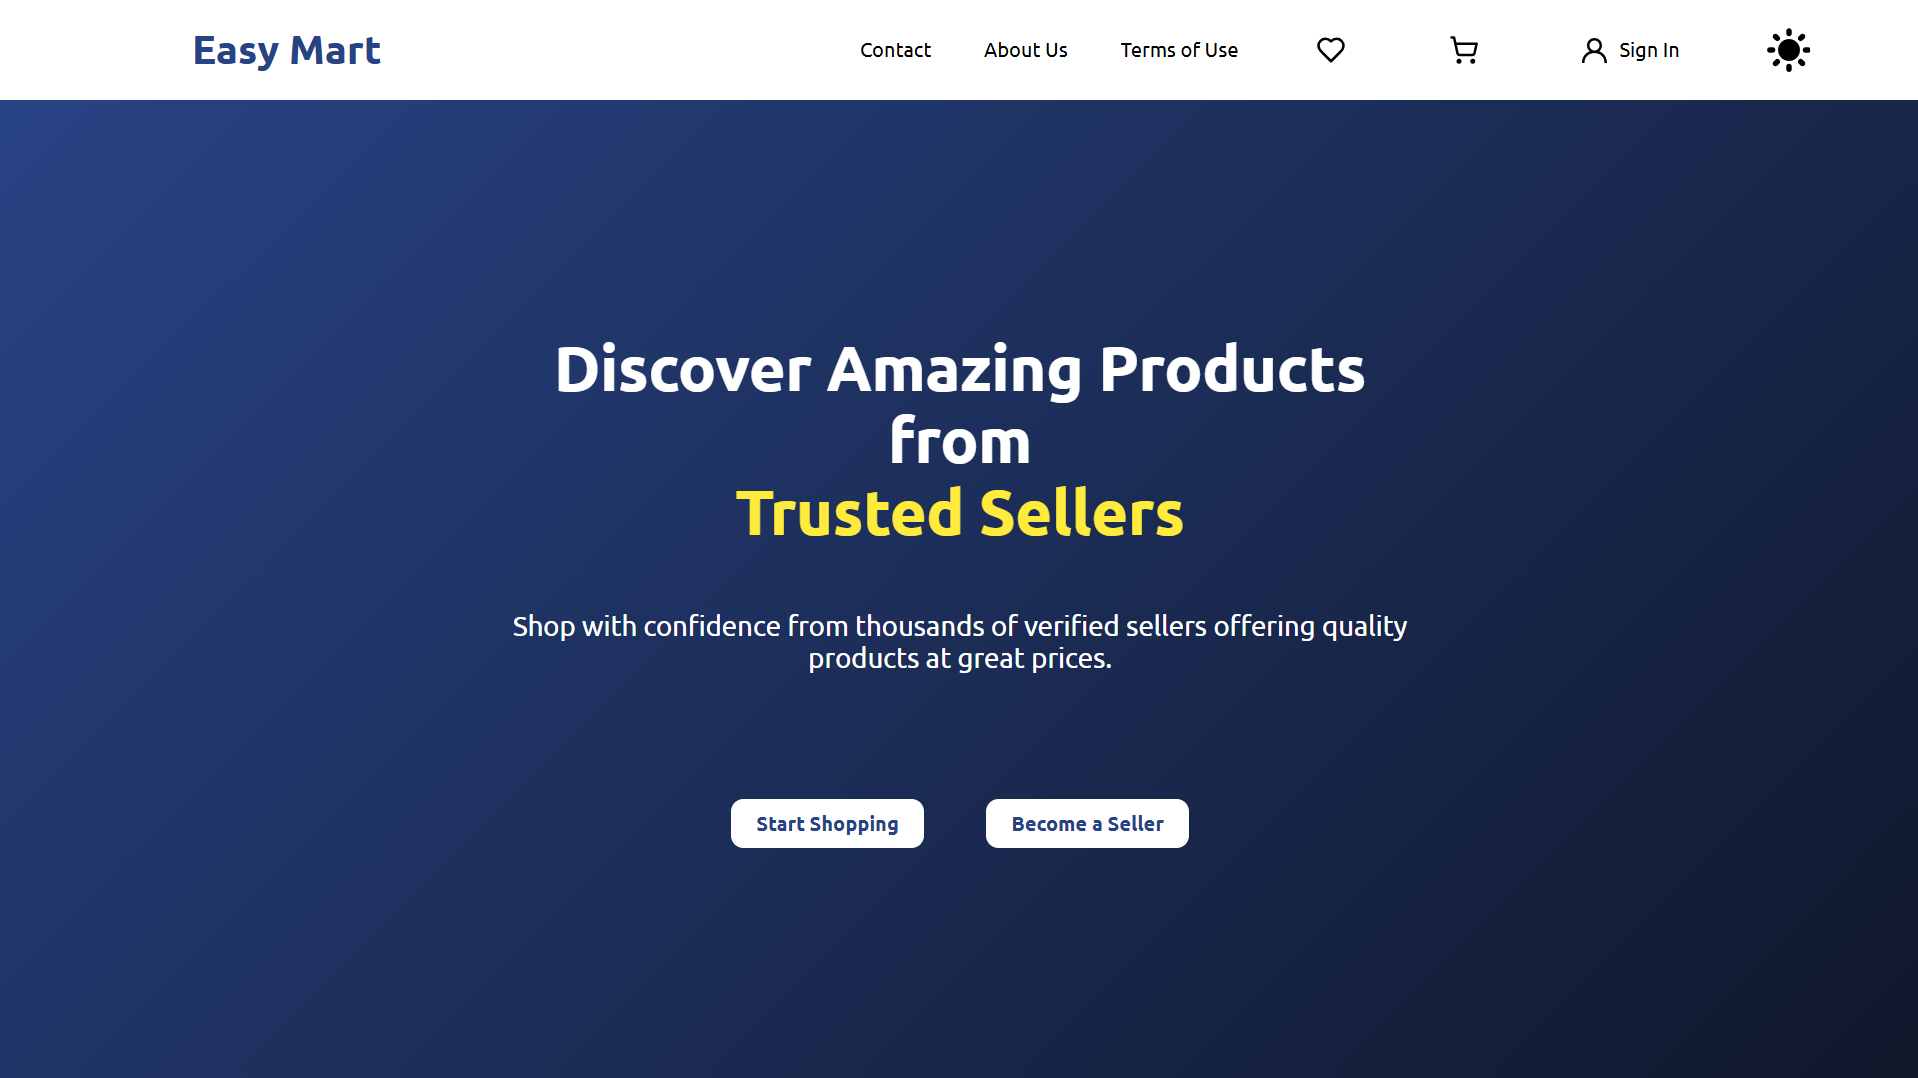 Easy Mart
Contact
About Us
Terms of Use
Sign In
Discover Amazing Products
from
Trusted Sellers
Shop with confidence from thousands of verified sellers offering quality
products at great prices.
Start Shopping
Become a Seller